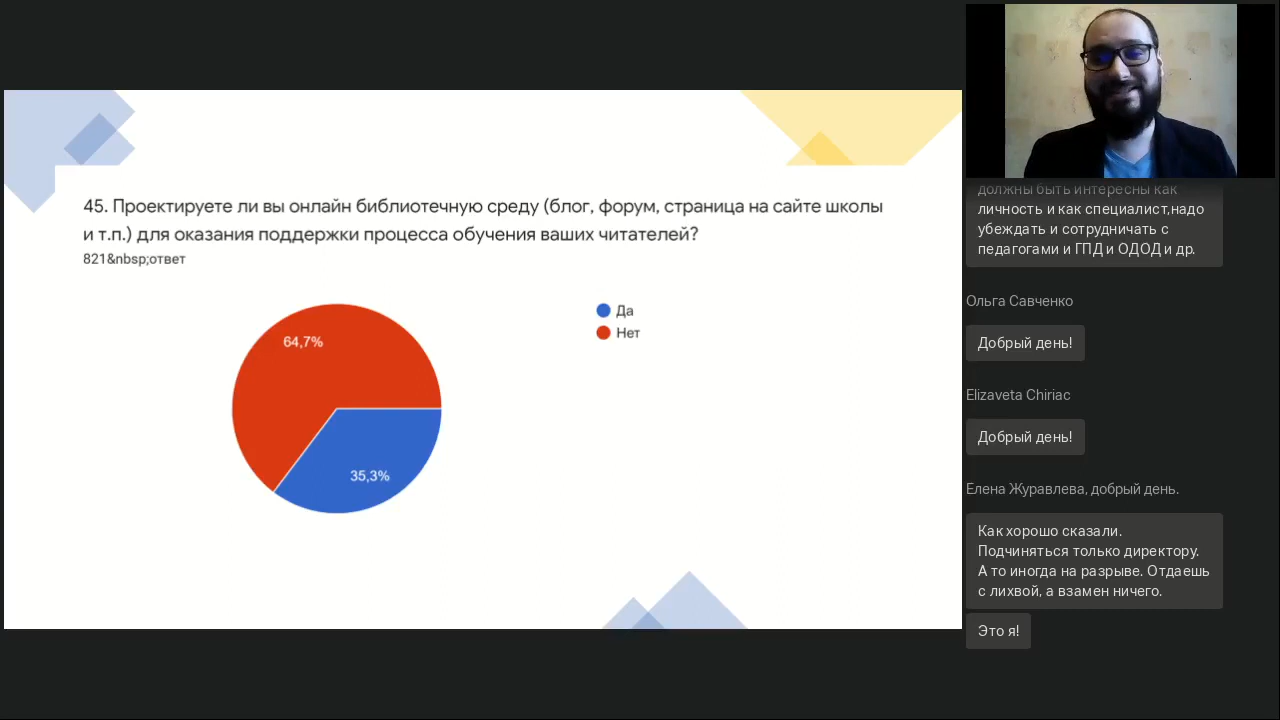 45. Проектируете ли вы онлайн библиотечную среду (блог, форум, страница на сайте школы
и т.п.) для оказания поддержки процесса обучения ваших читателей?
821&nbsp;ответ
64,7%
35,3%
Да
Нет
должны быть интересны как
личность и как специалист,надо
убеждать и сотрудничать с
педагогами и ГПД и ОДОД и др.
Ольга Савченко
Добрый день!
Elizaveta Chiriac
Добрый день!
Елена Журавлева, добрый день.
Как хорошо сказали.
Подчиняться только директору.
А то иногда на разрыве. Отдаешь
с лихвой, а взамен ничего.
Это я!